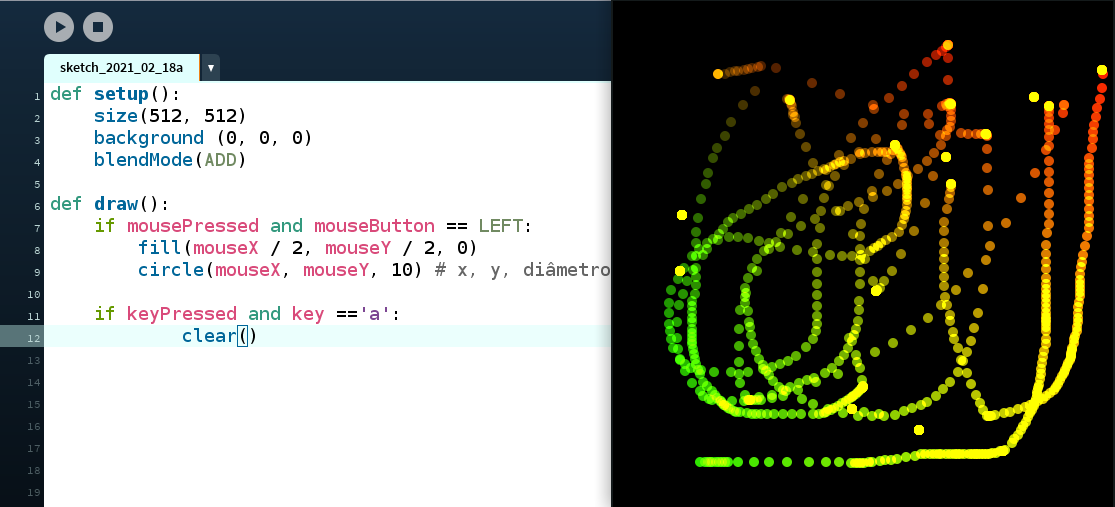 sketch_2021_02_18a ▼
1 def setup():
2     size(512, 512)
3     background (0, 0, 0)
4     blendMode(ADD)
5
6 def draw():
7     if mousePressed and mouseButton == LEFT:
8         fill(mouseX / 2, mouseY / 2, 0)
9         circle(mouseX, mouseY, 10) # x, y, diâmetro
10
11     if keyPressed and key =='a':
12             clear()
13
14
15
16
17
18
19